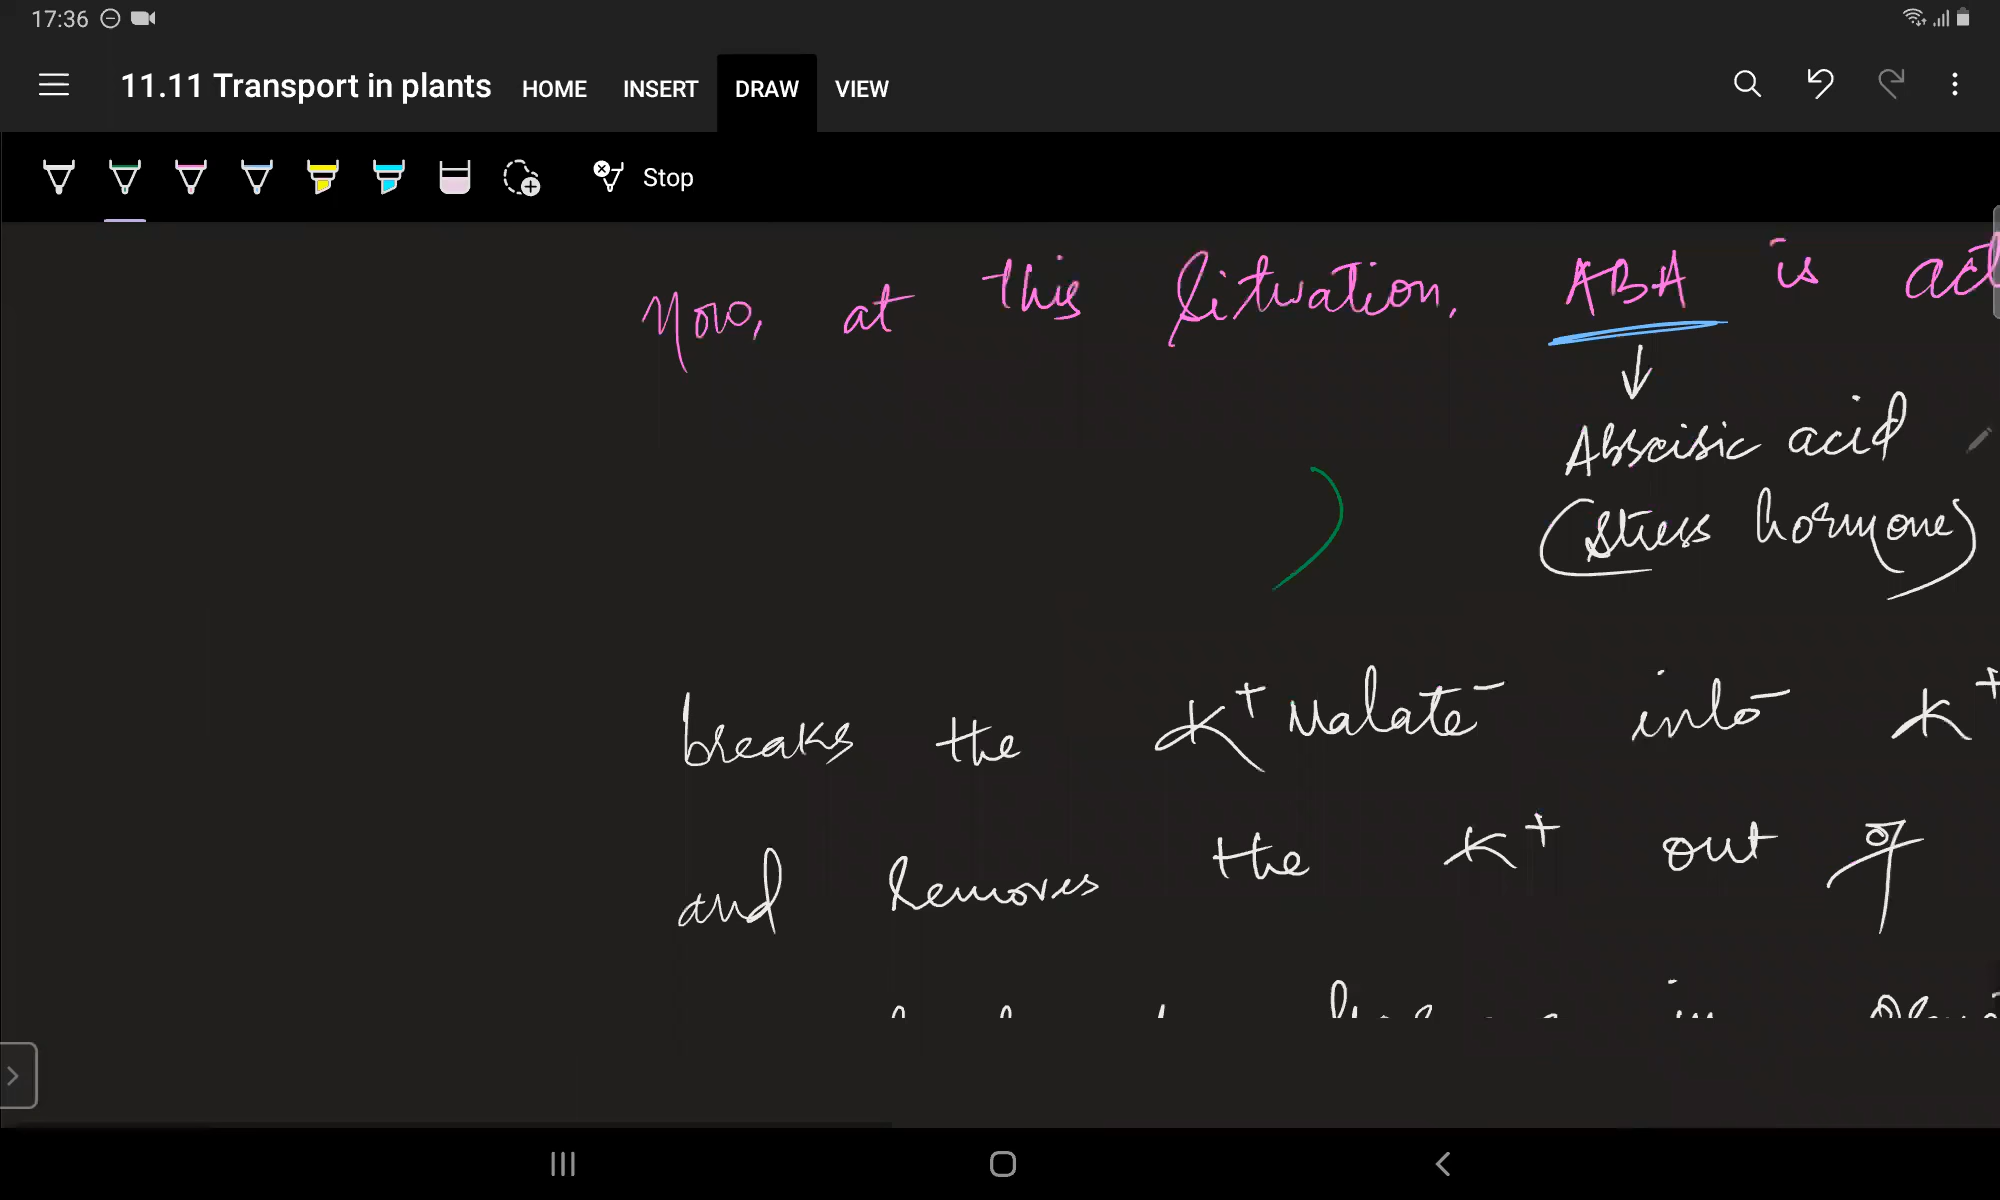 17:36
11.11 Transport in plants HOME INSERT DRAW VIEW
Stop
Now, at this situation, ABA is act
Abscisic acid
(stress hormone)
breaks the K+ Malate- into K+
and removes the K+ out of